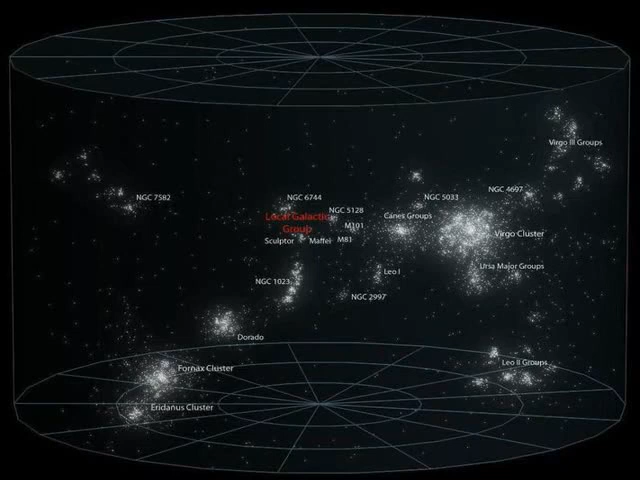 Virgo III Groups
NGC 7582
NGC 6744
NGC 5033
NGC 4697
Local Galactic
Group
NGC 5128
Canes Groups
M101
Virgo Cluster
Sculptor
Maffei
M81
Ursa Major Groups
Leo I
NGC 1023
NGC 2997
Dorado
Leo II Groups
Fornax Cluster
Eridanus Cluster